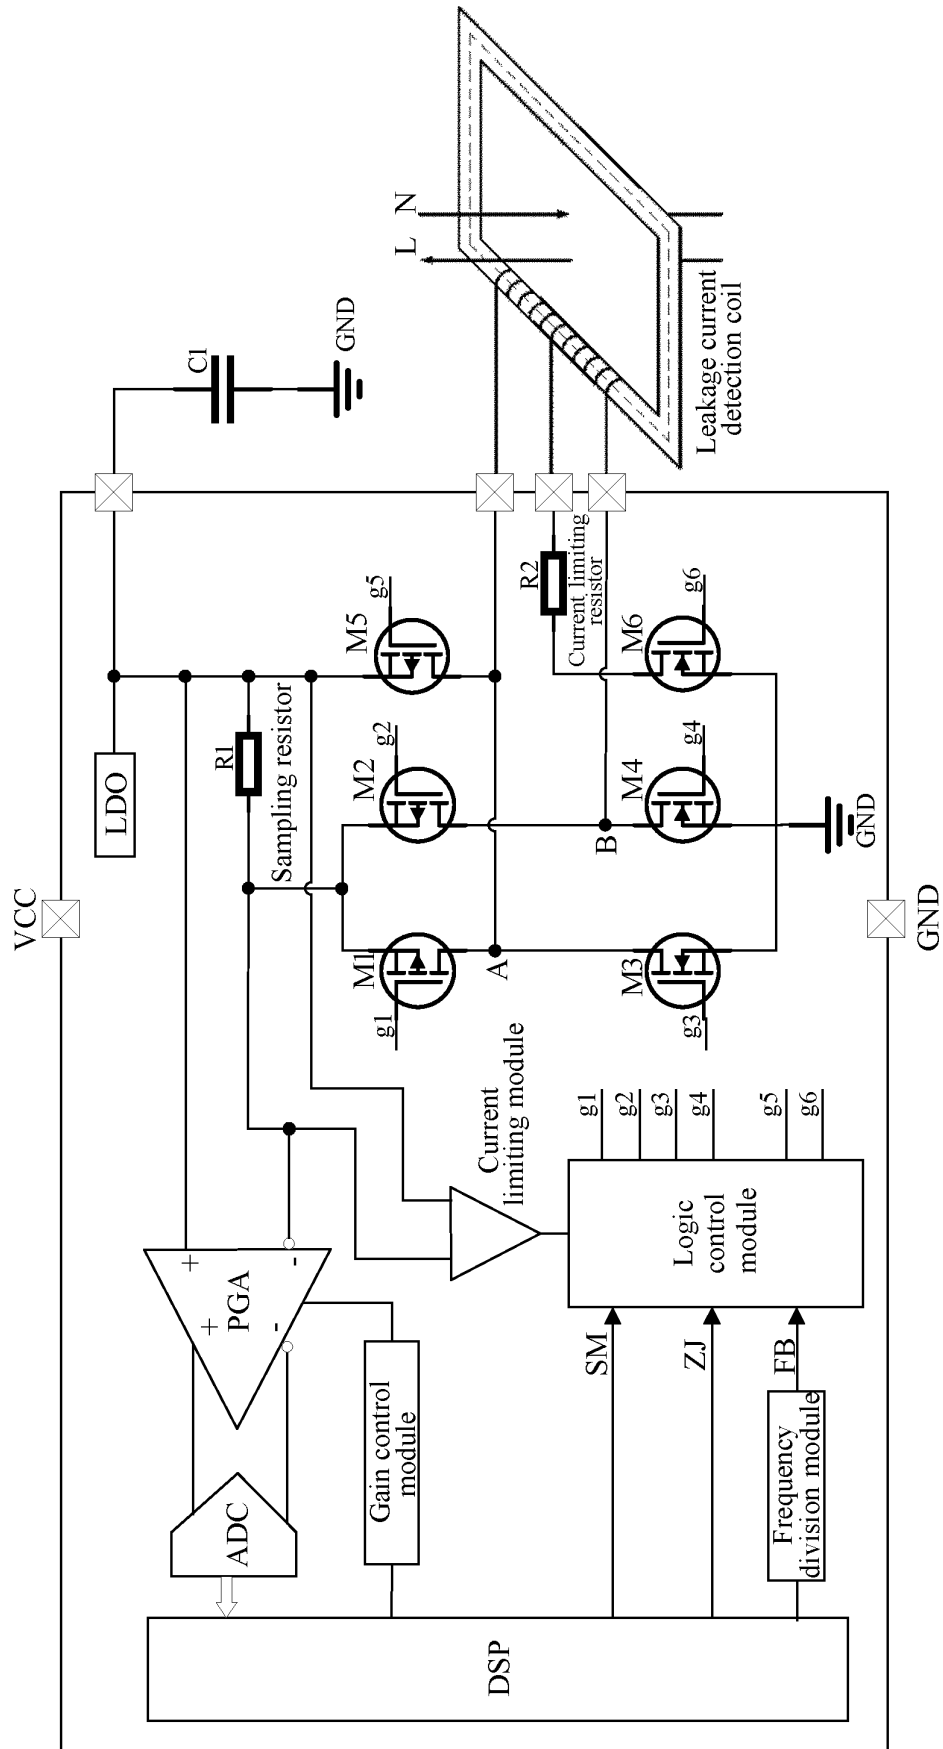 VCC
LDO
C1
GND
R1
Sampling resistor
+
-
PGA
+
-
ADC
Gain control
module
DSP
M1
g1
M2
g2
M5
g5
A
B
M3
g3
M4
g4
M6
g6
R2
Current limiting
resistor
GND
L
N
Leakage current
detection coil
Current
limiting module
Logic
control
module
g1
g2
g3
g4
g5
g6
SM
ZJ
FB
Frequency
division module
GND